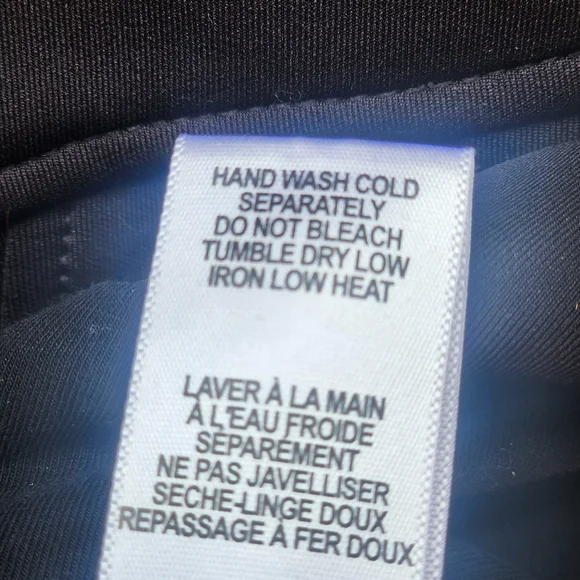 HAND WASH COLD
SEPARATELY
DO NOT BLEACH
TUMBLE DRY LOW
IRON LOW HEAT
LAVER À LA MAIN
À L'EAU FROIDE
SÉPAREMENT
NE PAS JAVELLISER
SECHE-LINGE DOUX
REPASSAGE À FER DOUX